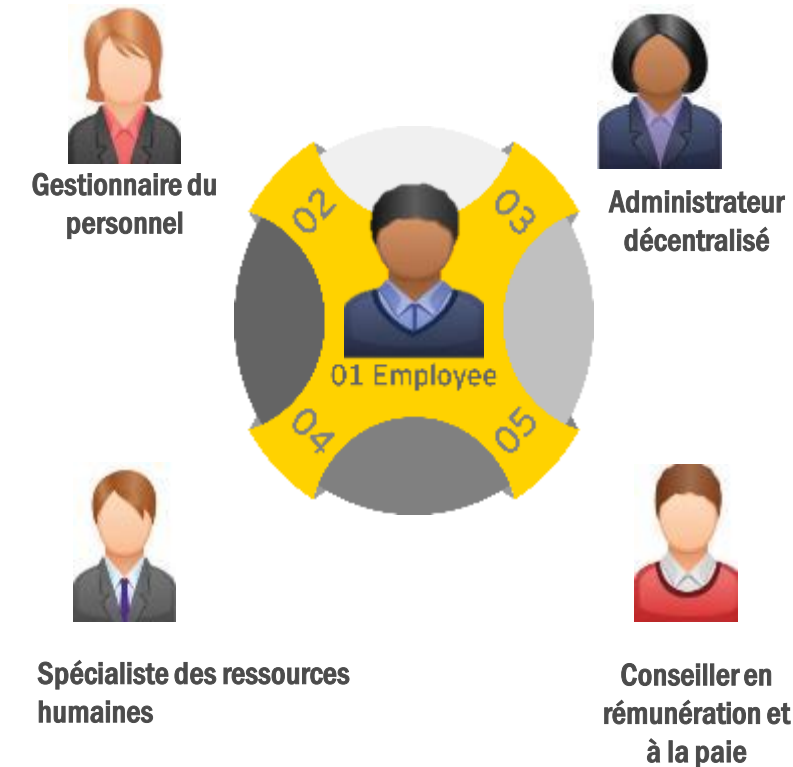 Gestionnaire du
personnel
Administrateur
décentralisé
02
03
01 Employee
04
05
Spécialiste des ressources
humaines
Conseiller en
rémunération et
à la paie